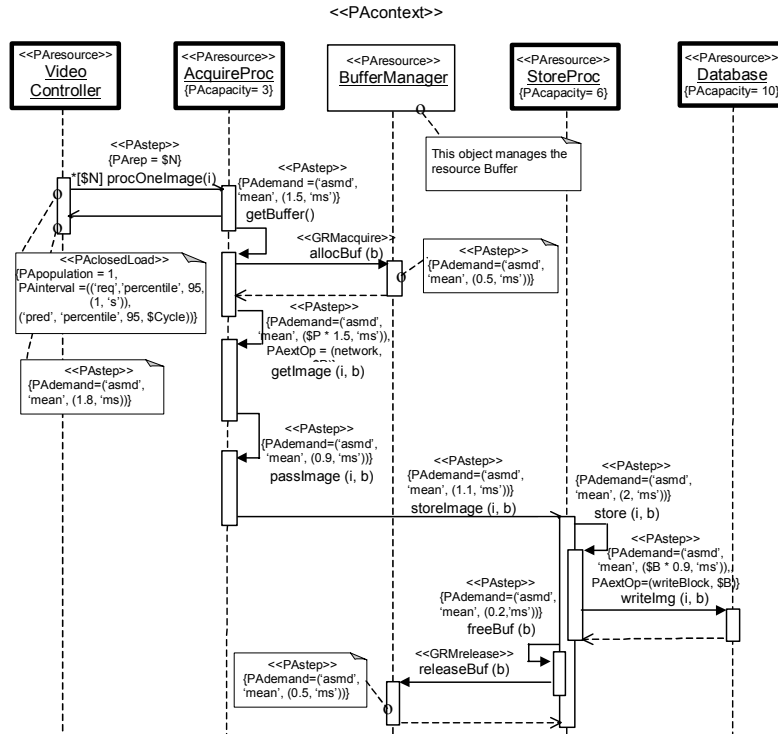 <<PAcontext>>
<<PAresource>>
Video
Controller
<<PAresource>>
AcquireProc
{PAcapacity= 3}
<<PAresource>>
BufferManager
<<PAresource>>
StoreProc
{PAcapacity= 6}
<<PAresource>>
Database
{PAcapacity= 10}
This object manages the
resource Buffer
<<PAstep>>
{PArep = $N}
*[$N] procOneImage(i)
<<PAstep>>
{PAdemand =(‘asmd’,
‘mean’, (1.5, ‘ms’)}
getBuffer()
<<GRMacquire>>
allocBuf (b)
<<PAstep>>
{PAdemand=(‘asmd’,
‘mean’, (0.5, ‘ms’))}
<<PAclosedLoad>>
{PApopulation = 1,
PAinterval =((‘req’,‘percentile’, 95,
(1, ‘s’)),
(‘pred’, ‘percentile’, 95, $Cycle))}
<<PAstep>>
{PAdemand=(‘asmd’,
‘mean’, ($P * 1.5, ‘ms’)),
PAextOp = (network,
getImage (i, b)
<<PAstep>>
{PAdemand=(‘asmd’,
‘mean’, (1.8, ‘ms))}
<<PAstep>>
{PAdemand=(‘asmd’,
‘mean’, (0.9, ‘ms’))}
passImage (i, b)
<<PAstep>>
{PAdemand=(‘asmd’,
‘mean’, (1.1, ‘ms’))}
storeImage (i, b)
<<PAstep>>
{PAdemand=(‘asmd’,
‘mean’, (2, ‘ms’))}
store (i, b)
<<PAstep>>
{PAdemand=(‘asmd’,
‘mean’, ($B * 0.9, ‘ms’)),
PAextOp=(writeBlock, $B)}
writeImg (i, b)
<<PAstep>>
{PAdemand=(‘asmd’,
‘mean’, (0.2,’ms’))}
freeBuf (b)
<<GRMrelease>>
releaseBuf (b)
<<PAstep>>
{PAdemand=(‘asmd’,
‘mean’, (0.5, ‘ms’))}